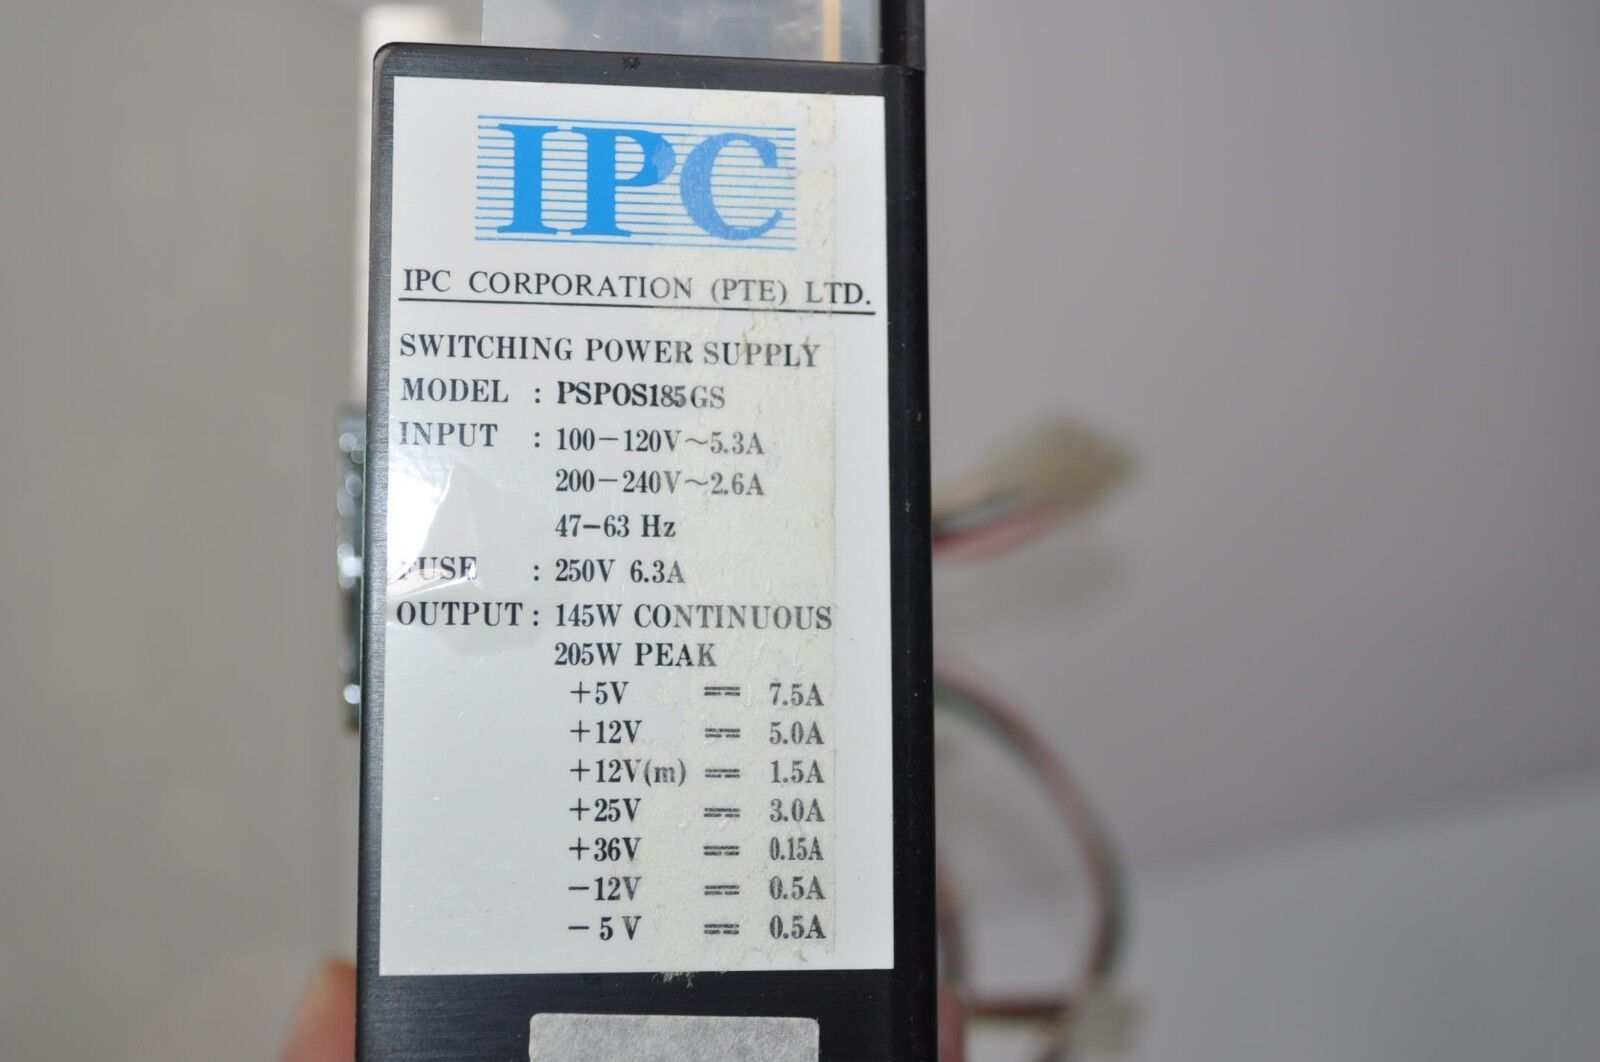 IPC
IPC CORPORATION (PTE) LTD.
SWITCHING POWER SUPPLY
MODEL : PSPOS185GS
INPUT : 100-120V~5.3A
200-240V~2.6A
47-63 Hz
FUSE : 250V 6.3A
OUTPUT : 145W CONTINUOUS
205W PEAK
+5V ⎓ 7.5A
+12V ⎓ 5.0A
+12V(m) ⎓ 1.5A
+25V ⎓ 3.0A
+36V ⎓ 0.15A
-12V ⎓ 0.5A
- 5 V ⎓ 0.5A